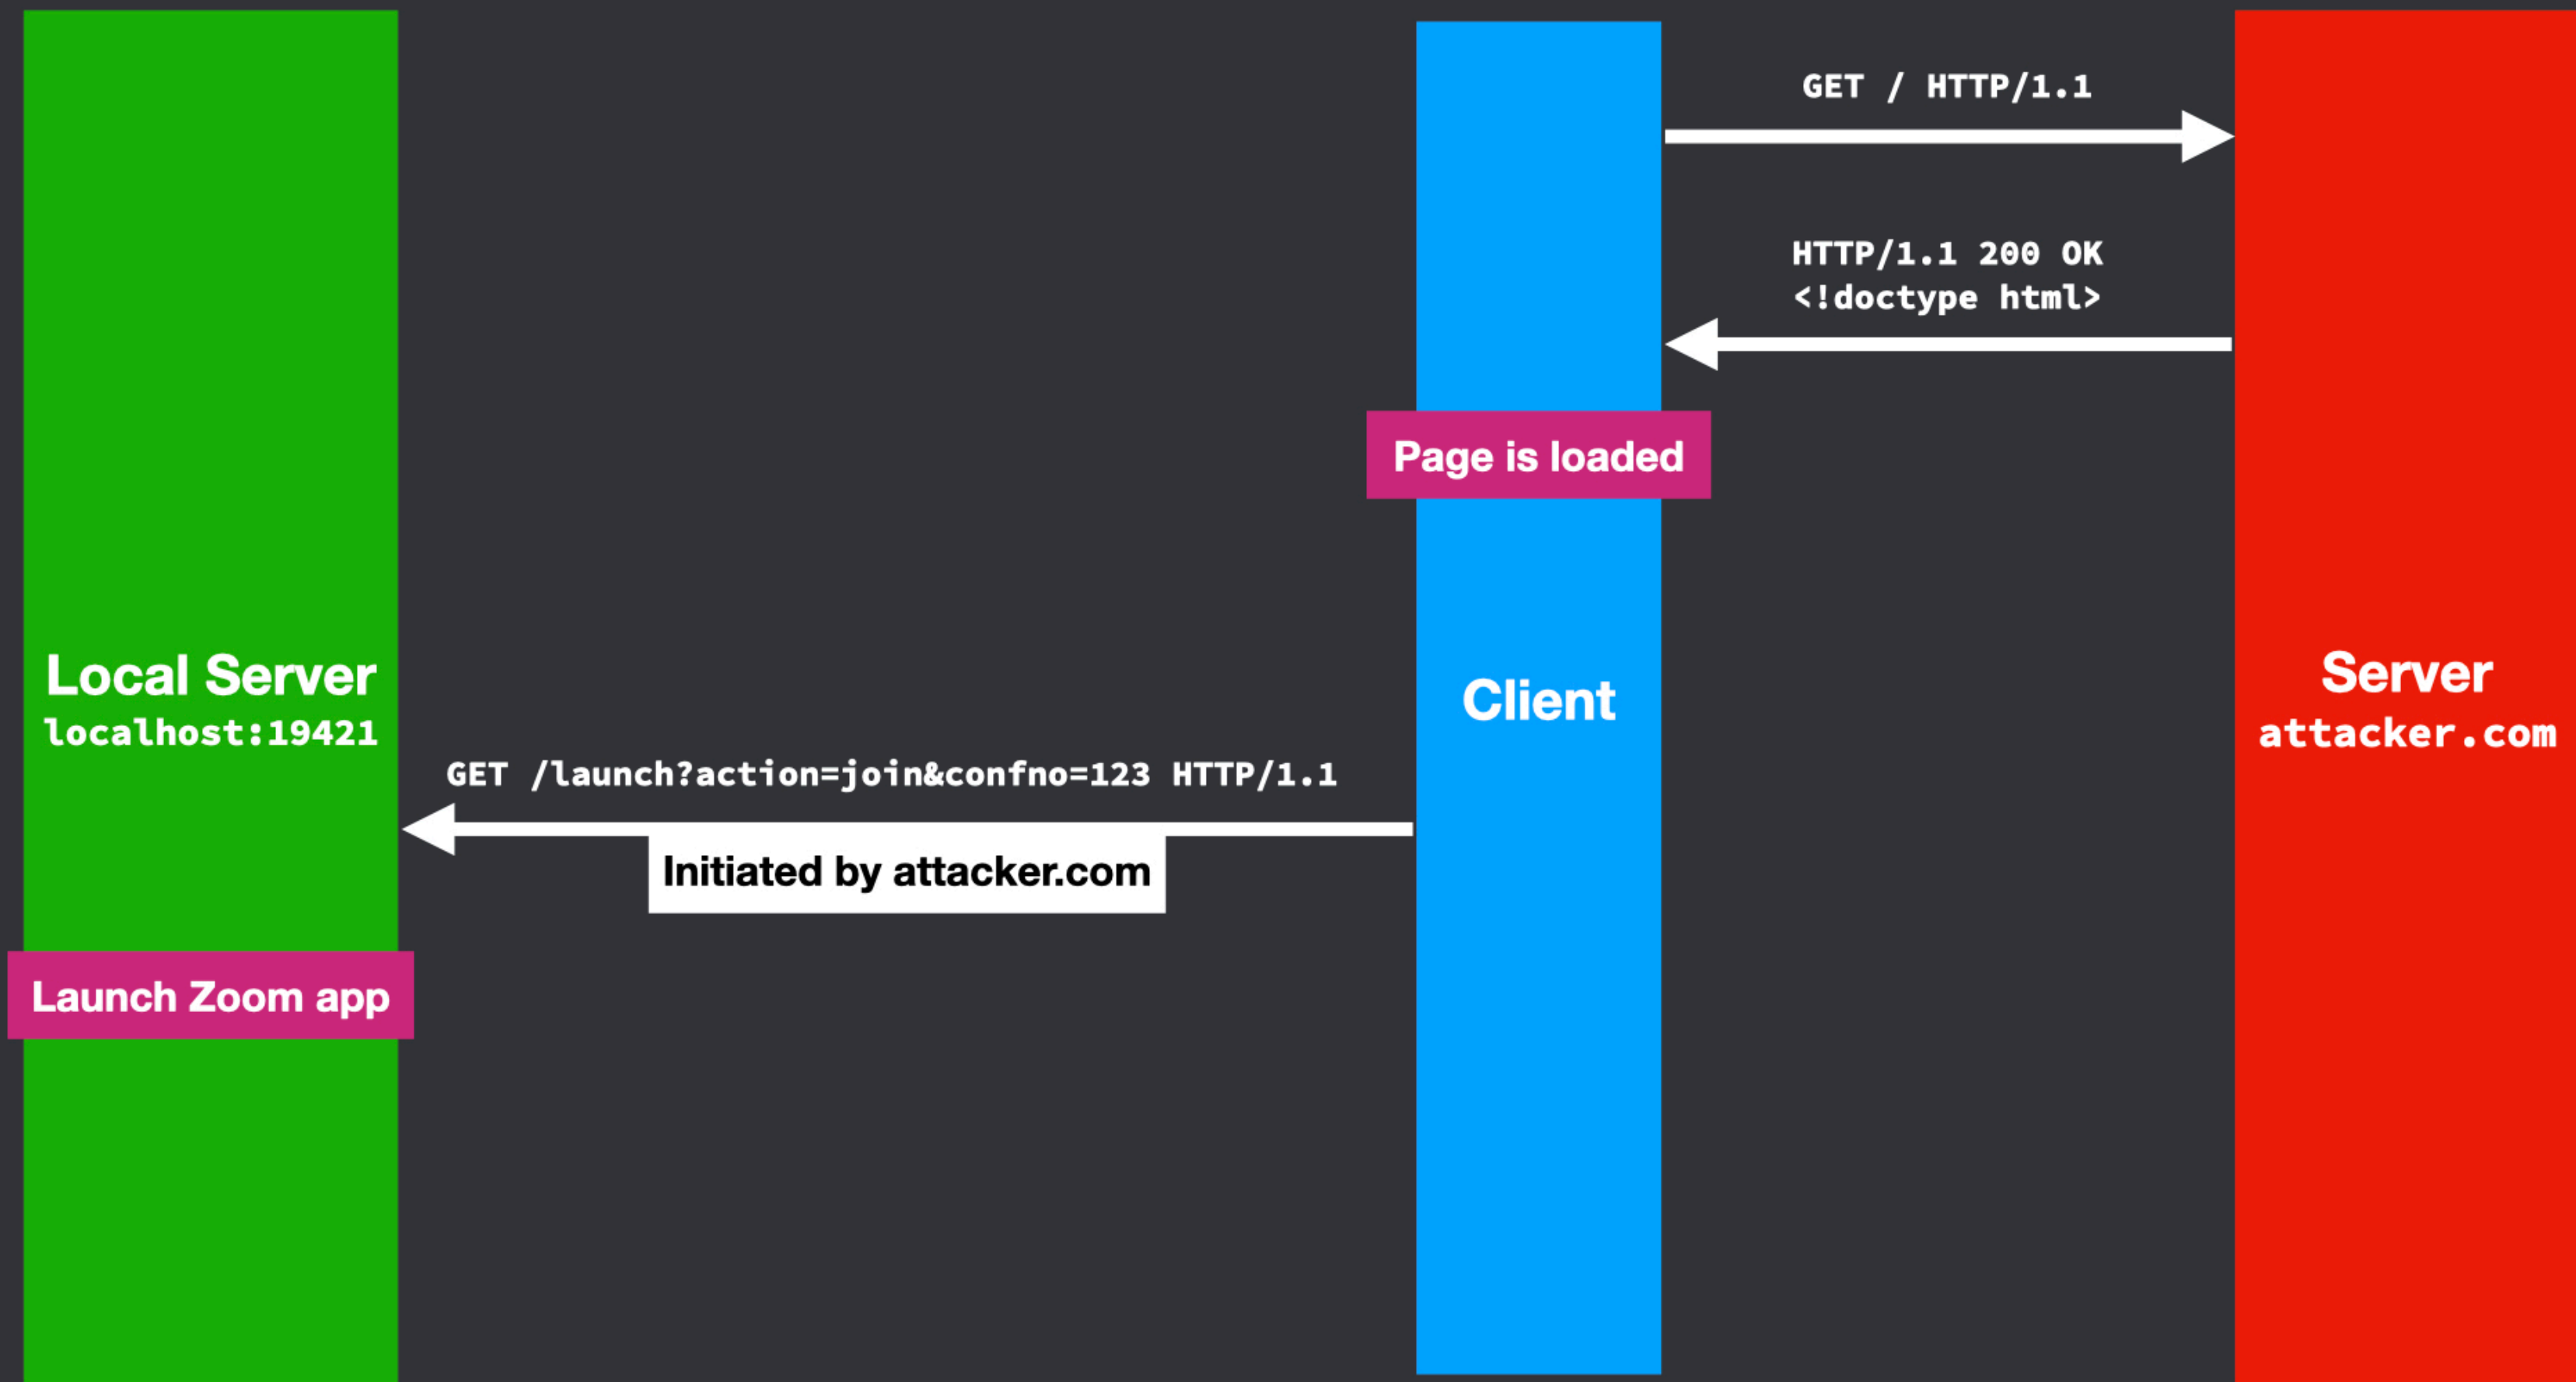 GET / HTTP/1.1
HTTP/1.1 200 OK
<!doctype html>
Page is loaded
Local Server
localhost:19421
Client
Server
attacker.com
GET /launch?action=join&confno=123 HTTP/1.1
Initiated by attacker.com
Launch Zoom app